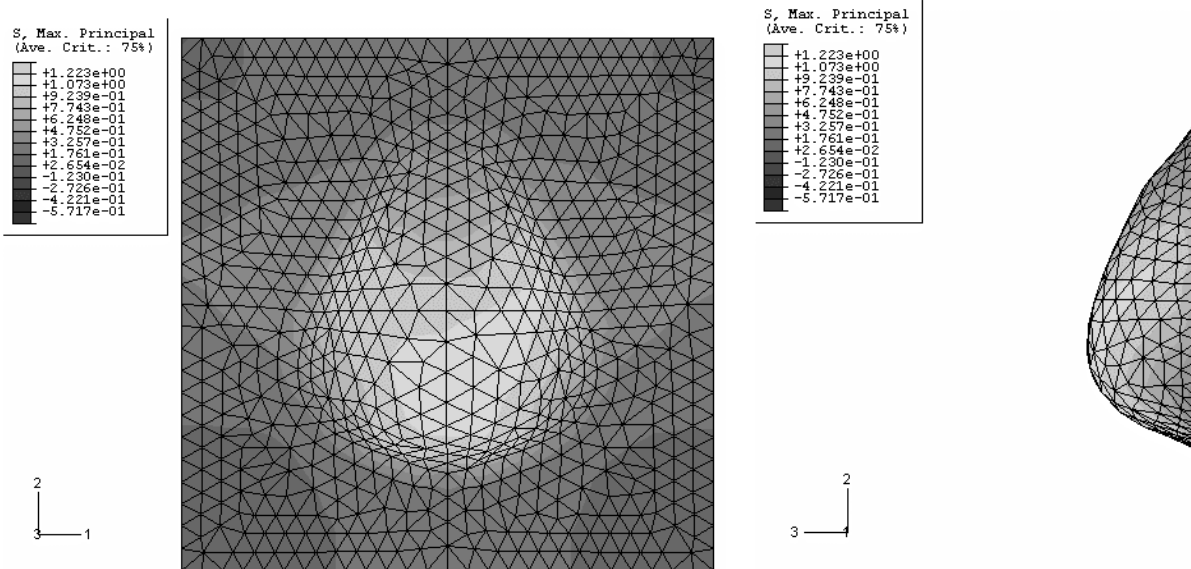 S, Max. Principal
(Ave. Crit.: 75%)
+1.223e+00
+1.073e+00
+9.239e-01
+7.743e-01
+6.248e-01
+4.752e-01
+3.257e-01
+1.761e-01
+2.654e-02
-1.230e-01
-2.726e-01
-4.221e-01
-5.717e-01
2
3
1
S, Max. Principal
(Ave. Crit.: 75%)
+1.223e+00
+1.073e+00
+9.239e-01
+7.743e-01
+6.248e-01
+4.752e-01
+3.257e-01
+1.761e-01
+2.654e-02
-1.230e-01
-2.726e-01
-4.221e-01
-5.717e-01
2
3
1